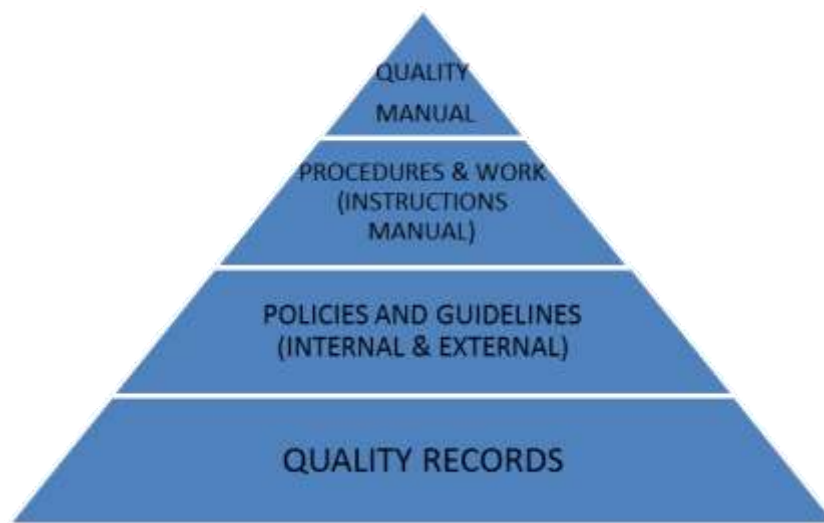 QUALITY
MANUAL
PROCEDURES & WORK
(INSTRUCTIONS
MANUAL)
POLICIES AND GUIDELINES
(INTERNAL & EXTERNAL)
QUALITY RECORDS